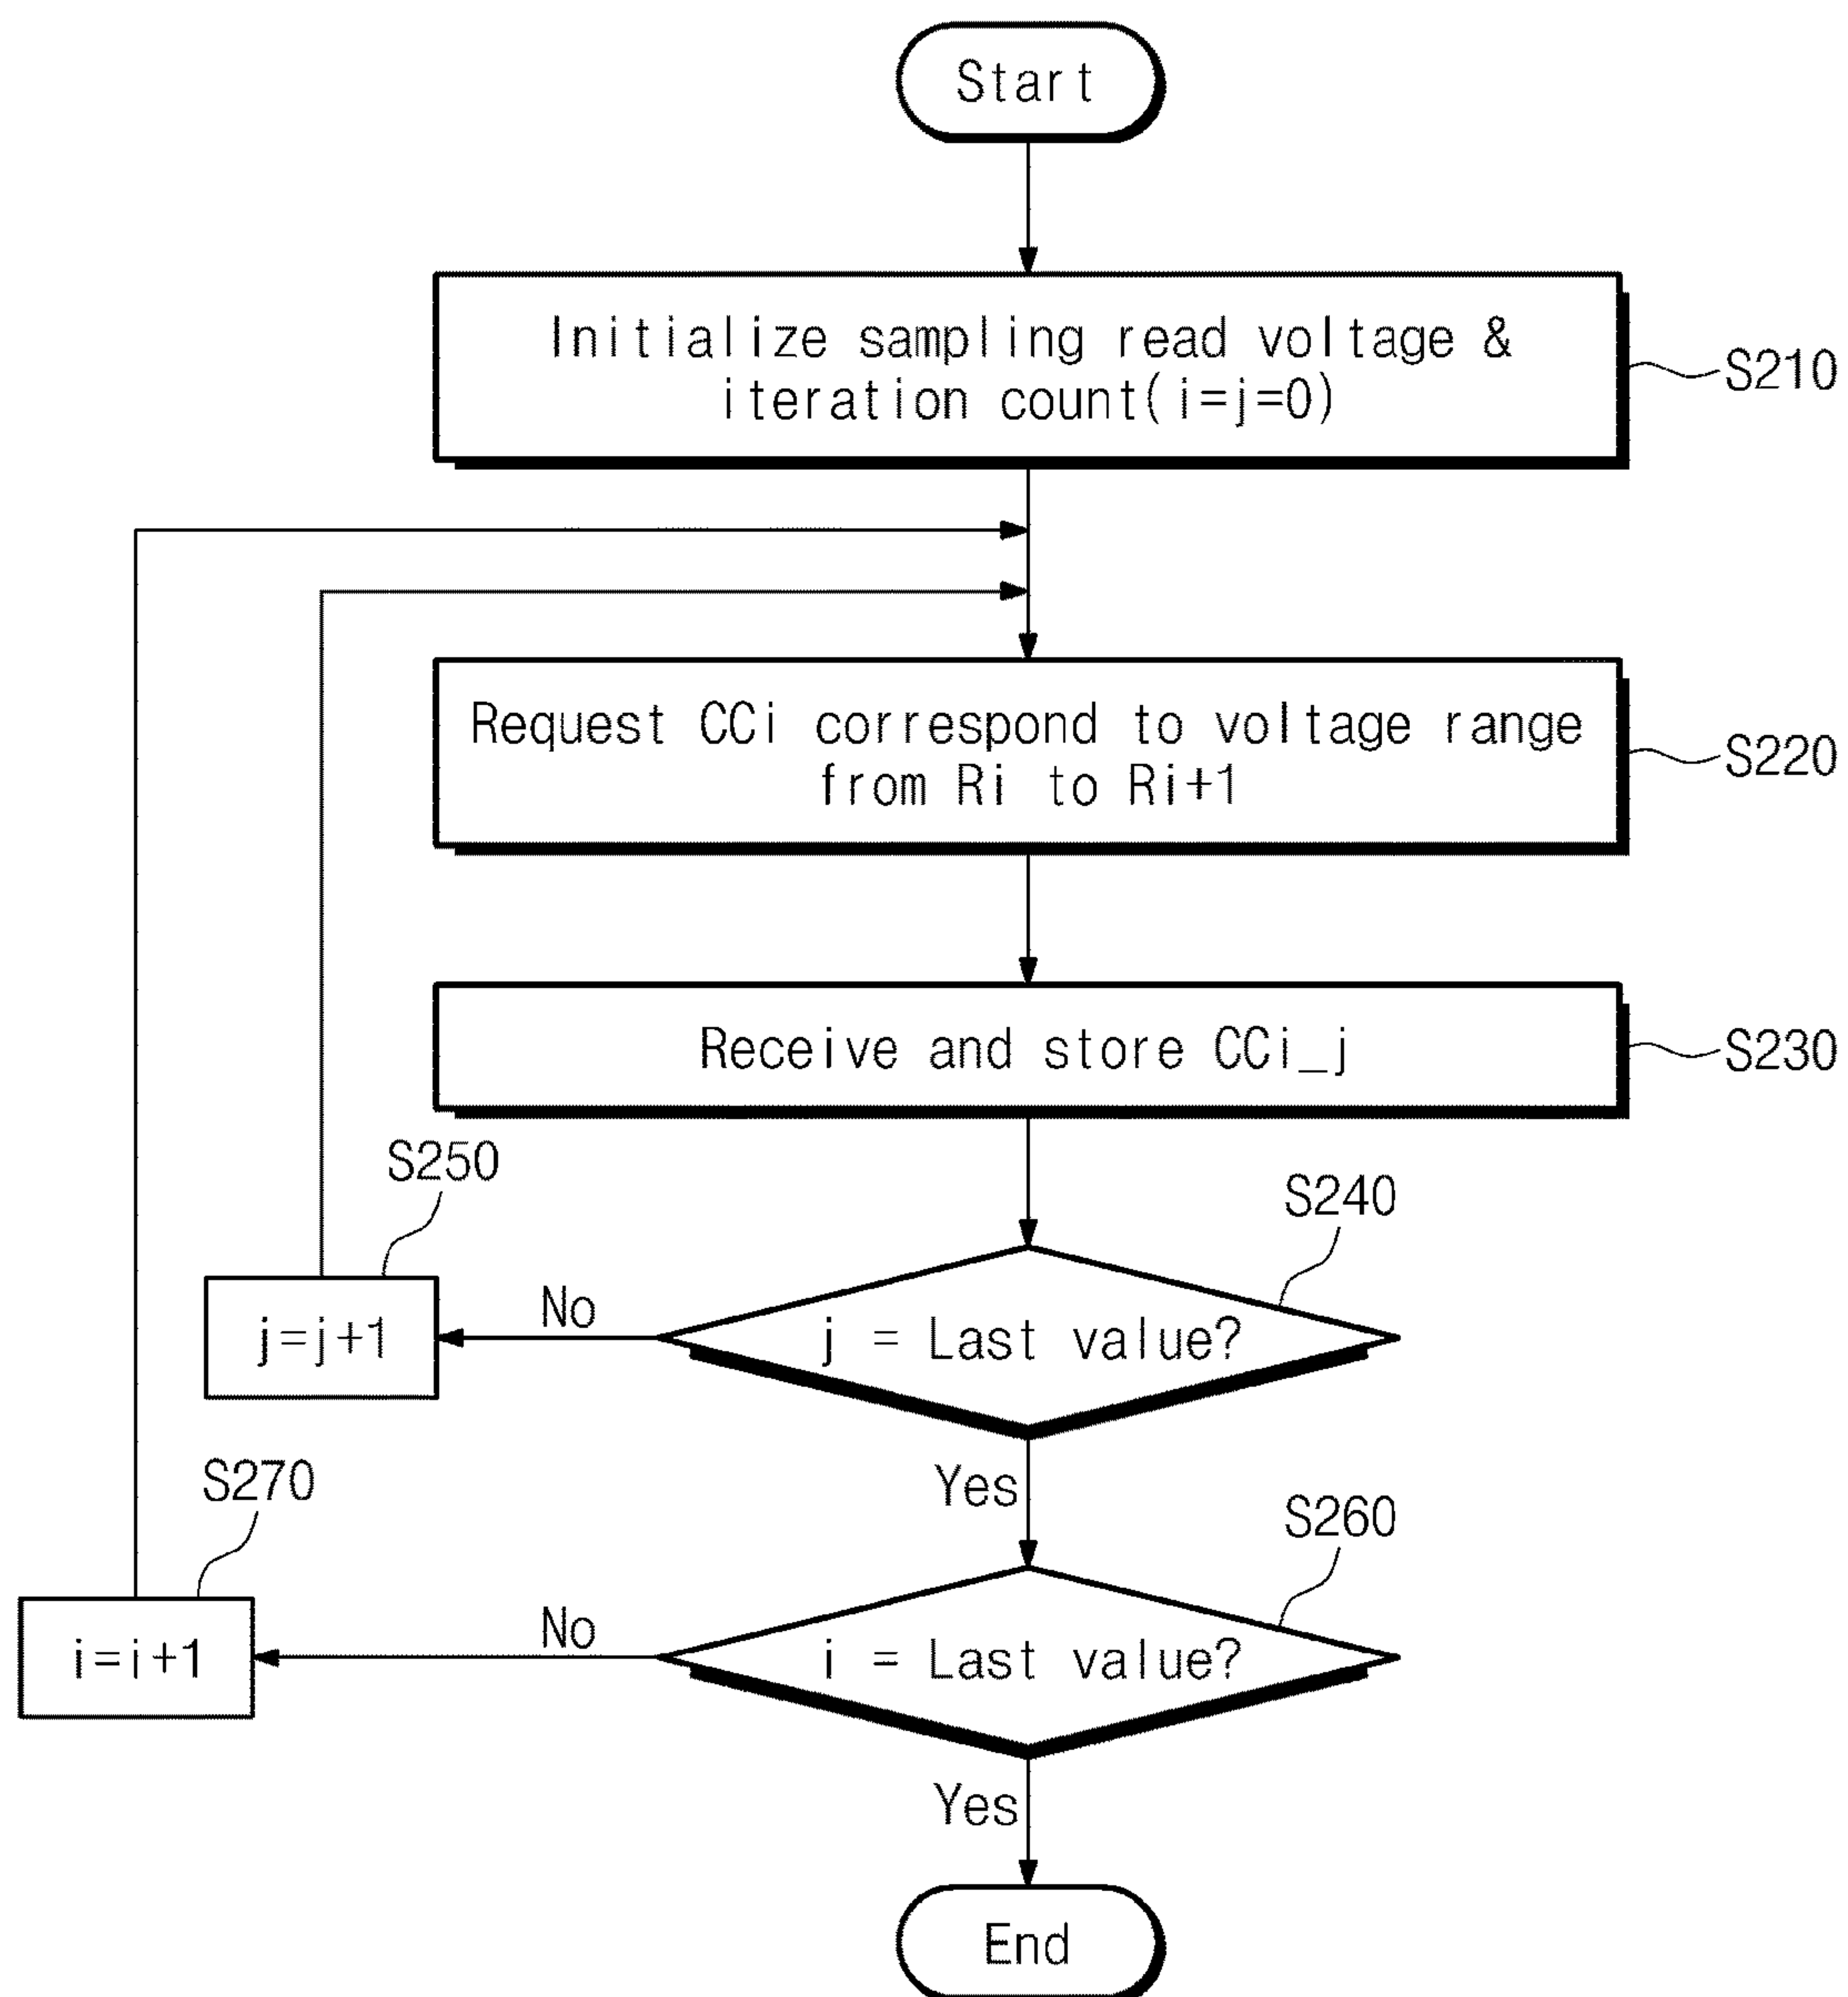 Start
Initialize sampling read voltage &
iteration count(i=j=0)
S210
Request CCi correspond to voltage range
from Ri to Ri+1
S220
Receive and store CCi_j
S230
S250
S240
j=j+1
No
j = Last value?
Yes
S270
S260
i=i+1
No
i = Last value?
Yes
End